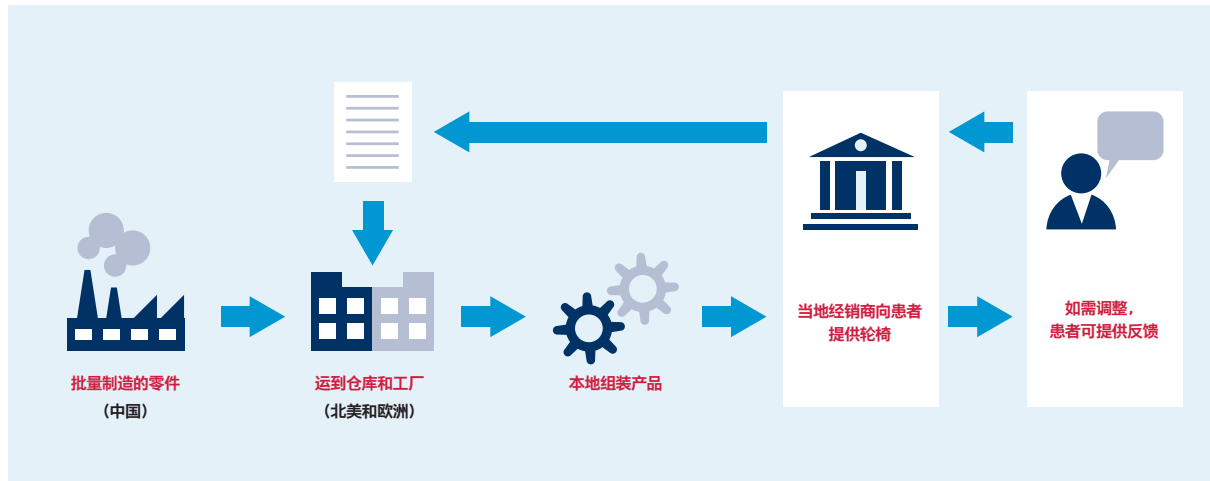 批量制造的零件
（中国）
运到仓库和工厂
（北美和欧洲）
本地组装产品
当地经销商向患者
提供轮椅
如需调整，
患者可提供反馈